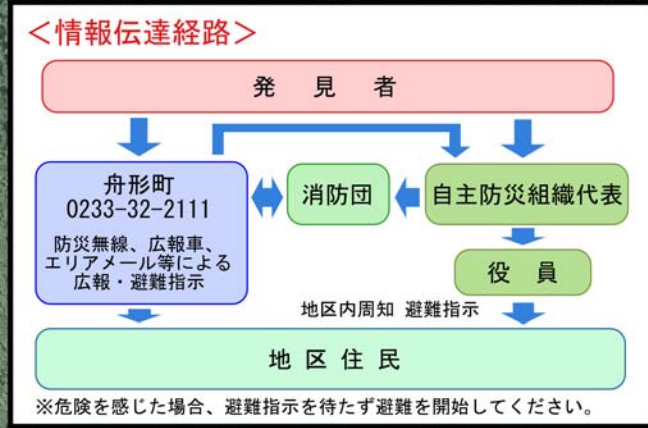 ＜情報伝達経路＞
発見者
舟形町
0233-32-2111
防災無線、広報車、
エリアメール等による
広報・避難指示
消防団
自主防災組織代表
役員
地区内周知 避難指示
地区住民
※危険を感じた場合、避難指示を待たず避難を開始してください。